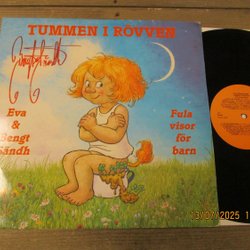 TUMMEN I RÖVVEN
Eva
&
Bengt
Sändh
Fula
visor
för
barn
13/07/2025